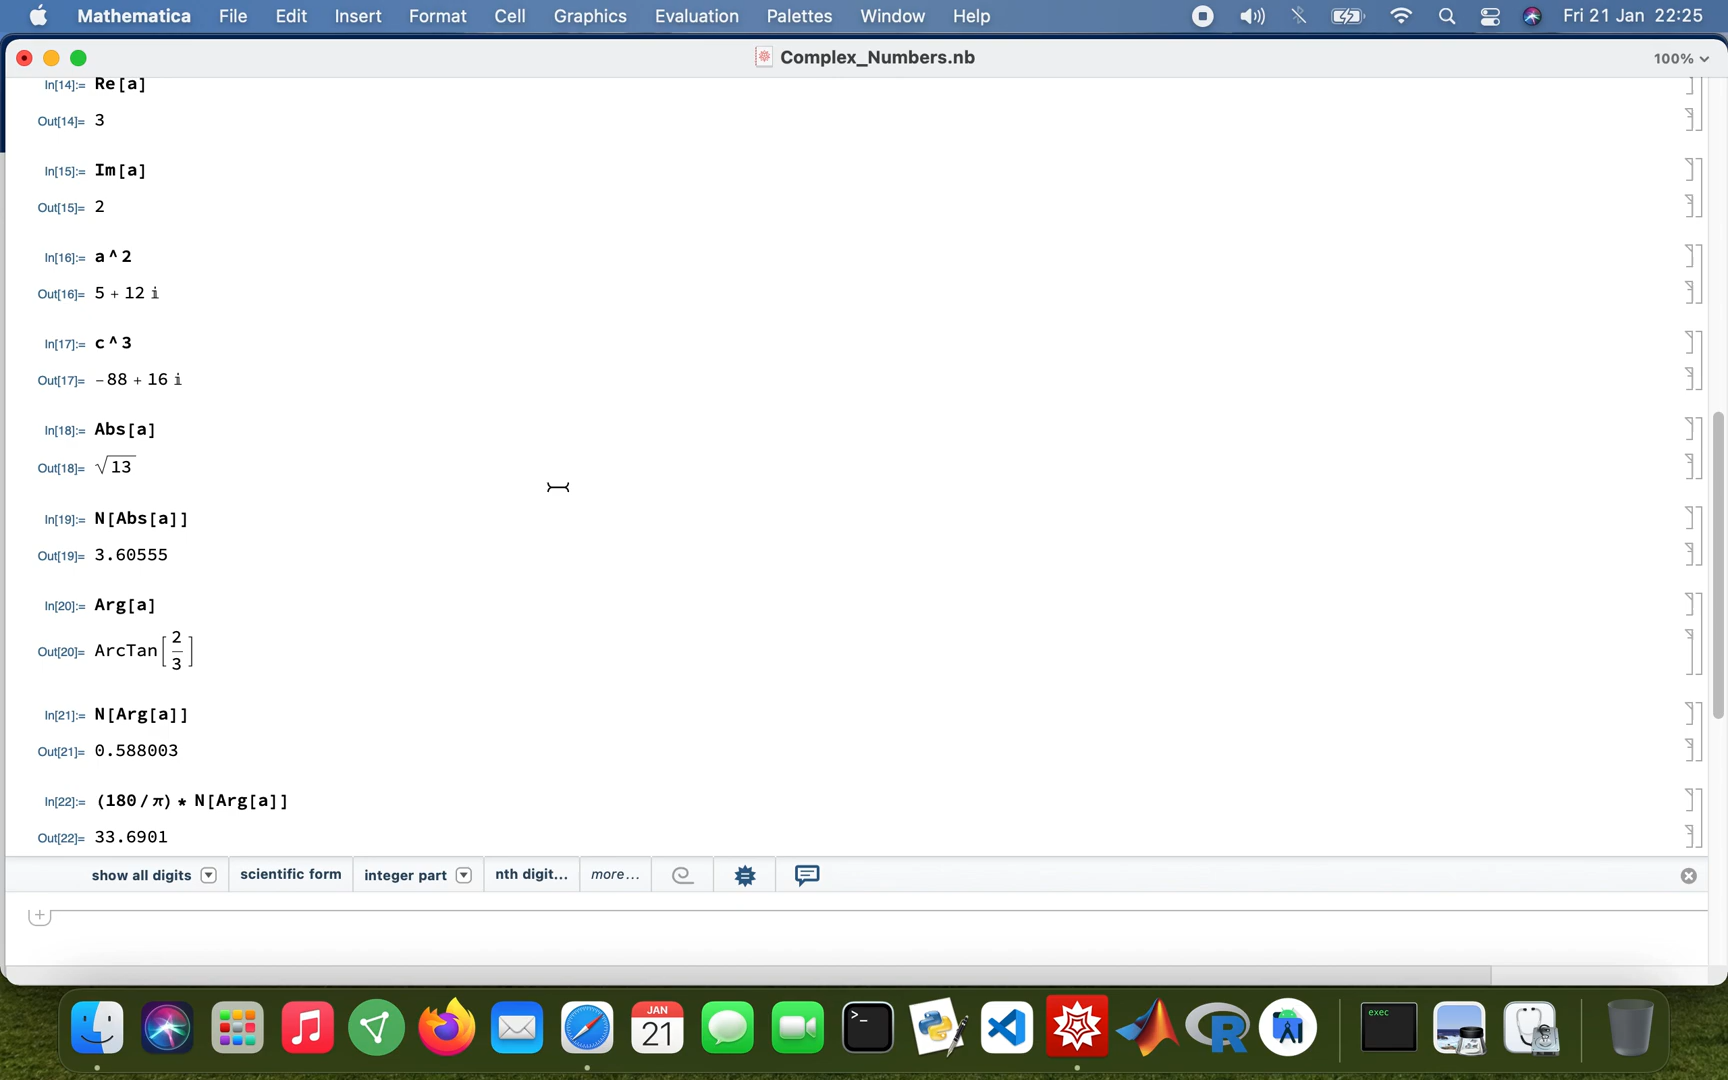 Mathematica File Edit Insert Format Cell Graphics Evaluation Palettes Window Help Fri 21 Jan 22:25
Complex_Numbers.nb 100%
In[14]:= Re[a]
Out[14]= 3
In[15]:= Im[a]
Out[15]= 2
In[16]:= a^2
Out[16]= 5 + 12 ⅈ
In[17]:= c^3
Out[17]= -88 + 16 ⅈ
In[18]:= Abs[a]
Out[18]= √13
In[19]:= N[Abs[a]]
Out[19]= 3.60555
In[20]:= Arg[a]
Out[20]= ArcTan[2/3]
In[21]:= N[Arg[a]]
Out[21]= 0.588003
In[22]:= (180/π) * N[Arg[a]]
Out[22]= 33.6901
show all digits scientific form integer part nth digit... more...
JAN
21
exec